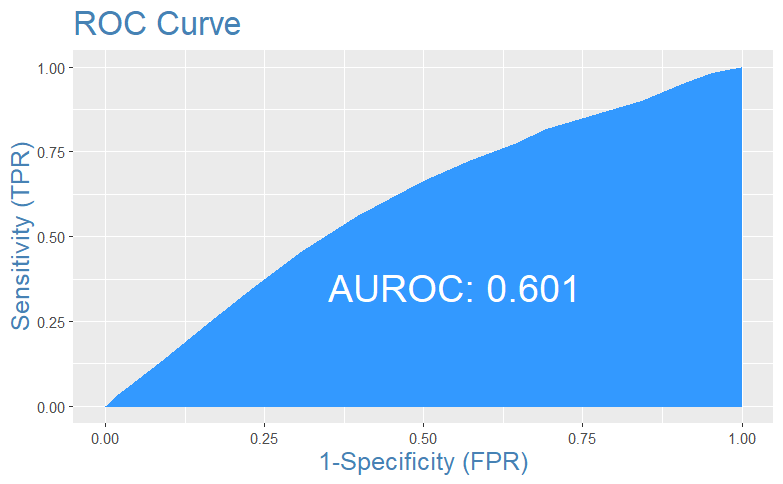 ROC Curve
Sensitivity (TPR)
1.00
0.75
0.50
0.25
0.00
AUROC: 0.601
0.00 0.25 0.50 0.75 1.00
1-Specificity (FPR)